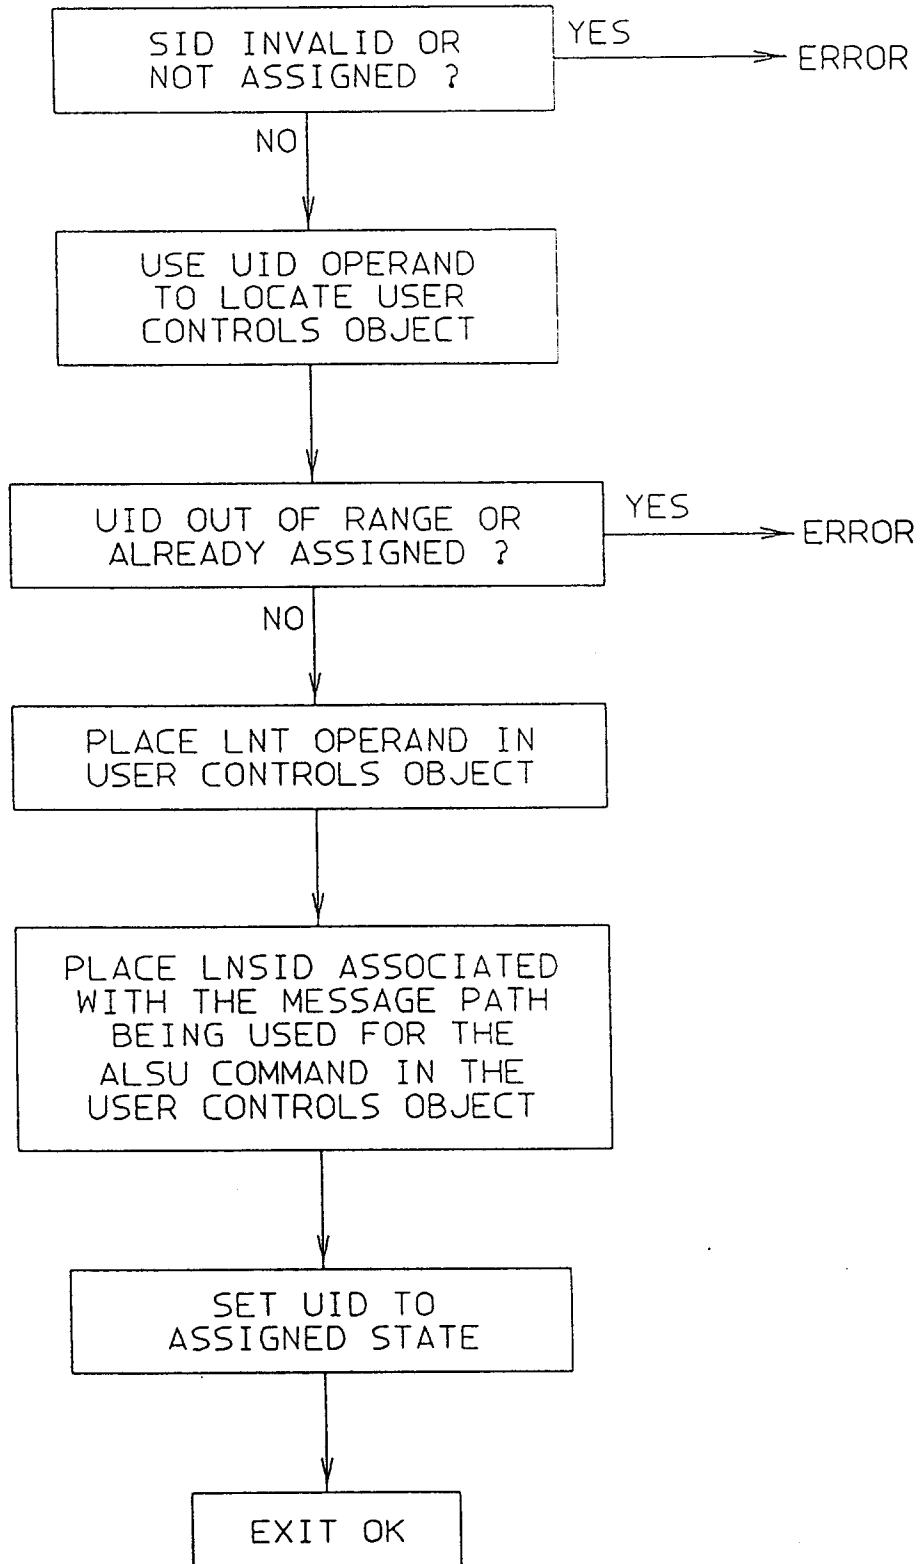 SID INVALID OR
NOT ASSIGNED ?
YES
ERROR
NO
USE UID OPERAND
TO LOCATE USER
CONTROLS OBJECT
UID OUT OF RANGE OR
ALREADY ASSIGNED ?
YES
ERROR
NO
PLACE LNT OPERAND IN
USER CONTROLS OBJECT
PLACE LNSID ASSOCIATED
WITH THE MESSAGE PATH
BEING USED FOR THE
ALSU COMMAND IN THE
USER CONTROLS OBJECT
SET UID TO
ASSIGNED STATE
EXIT OK